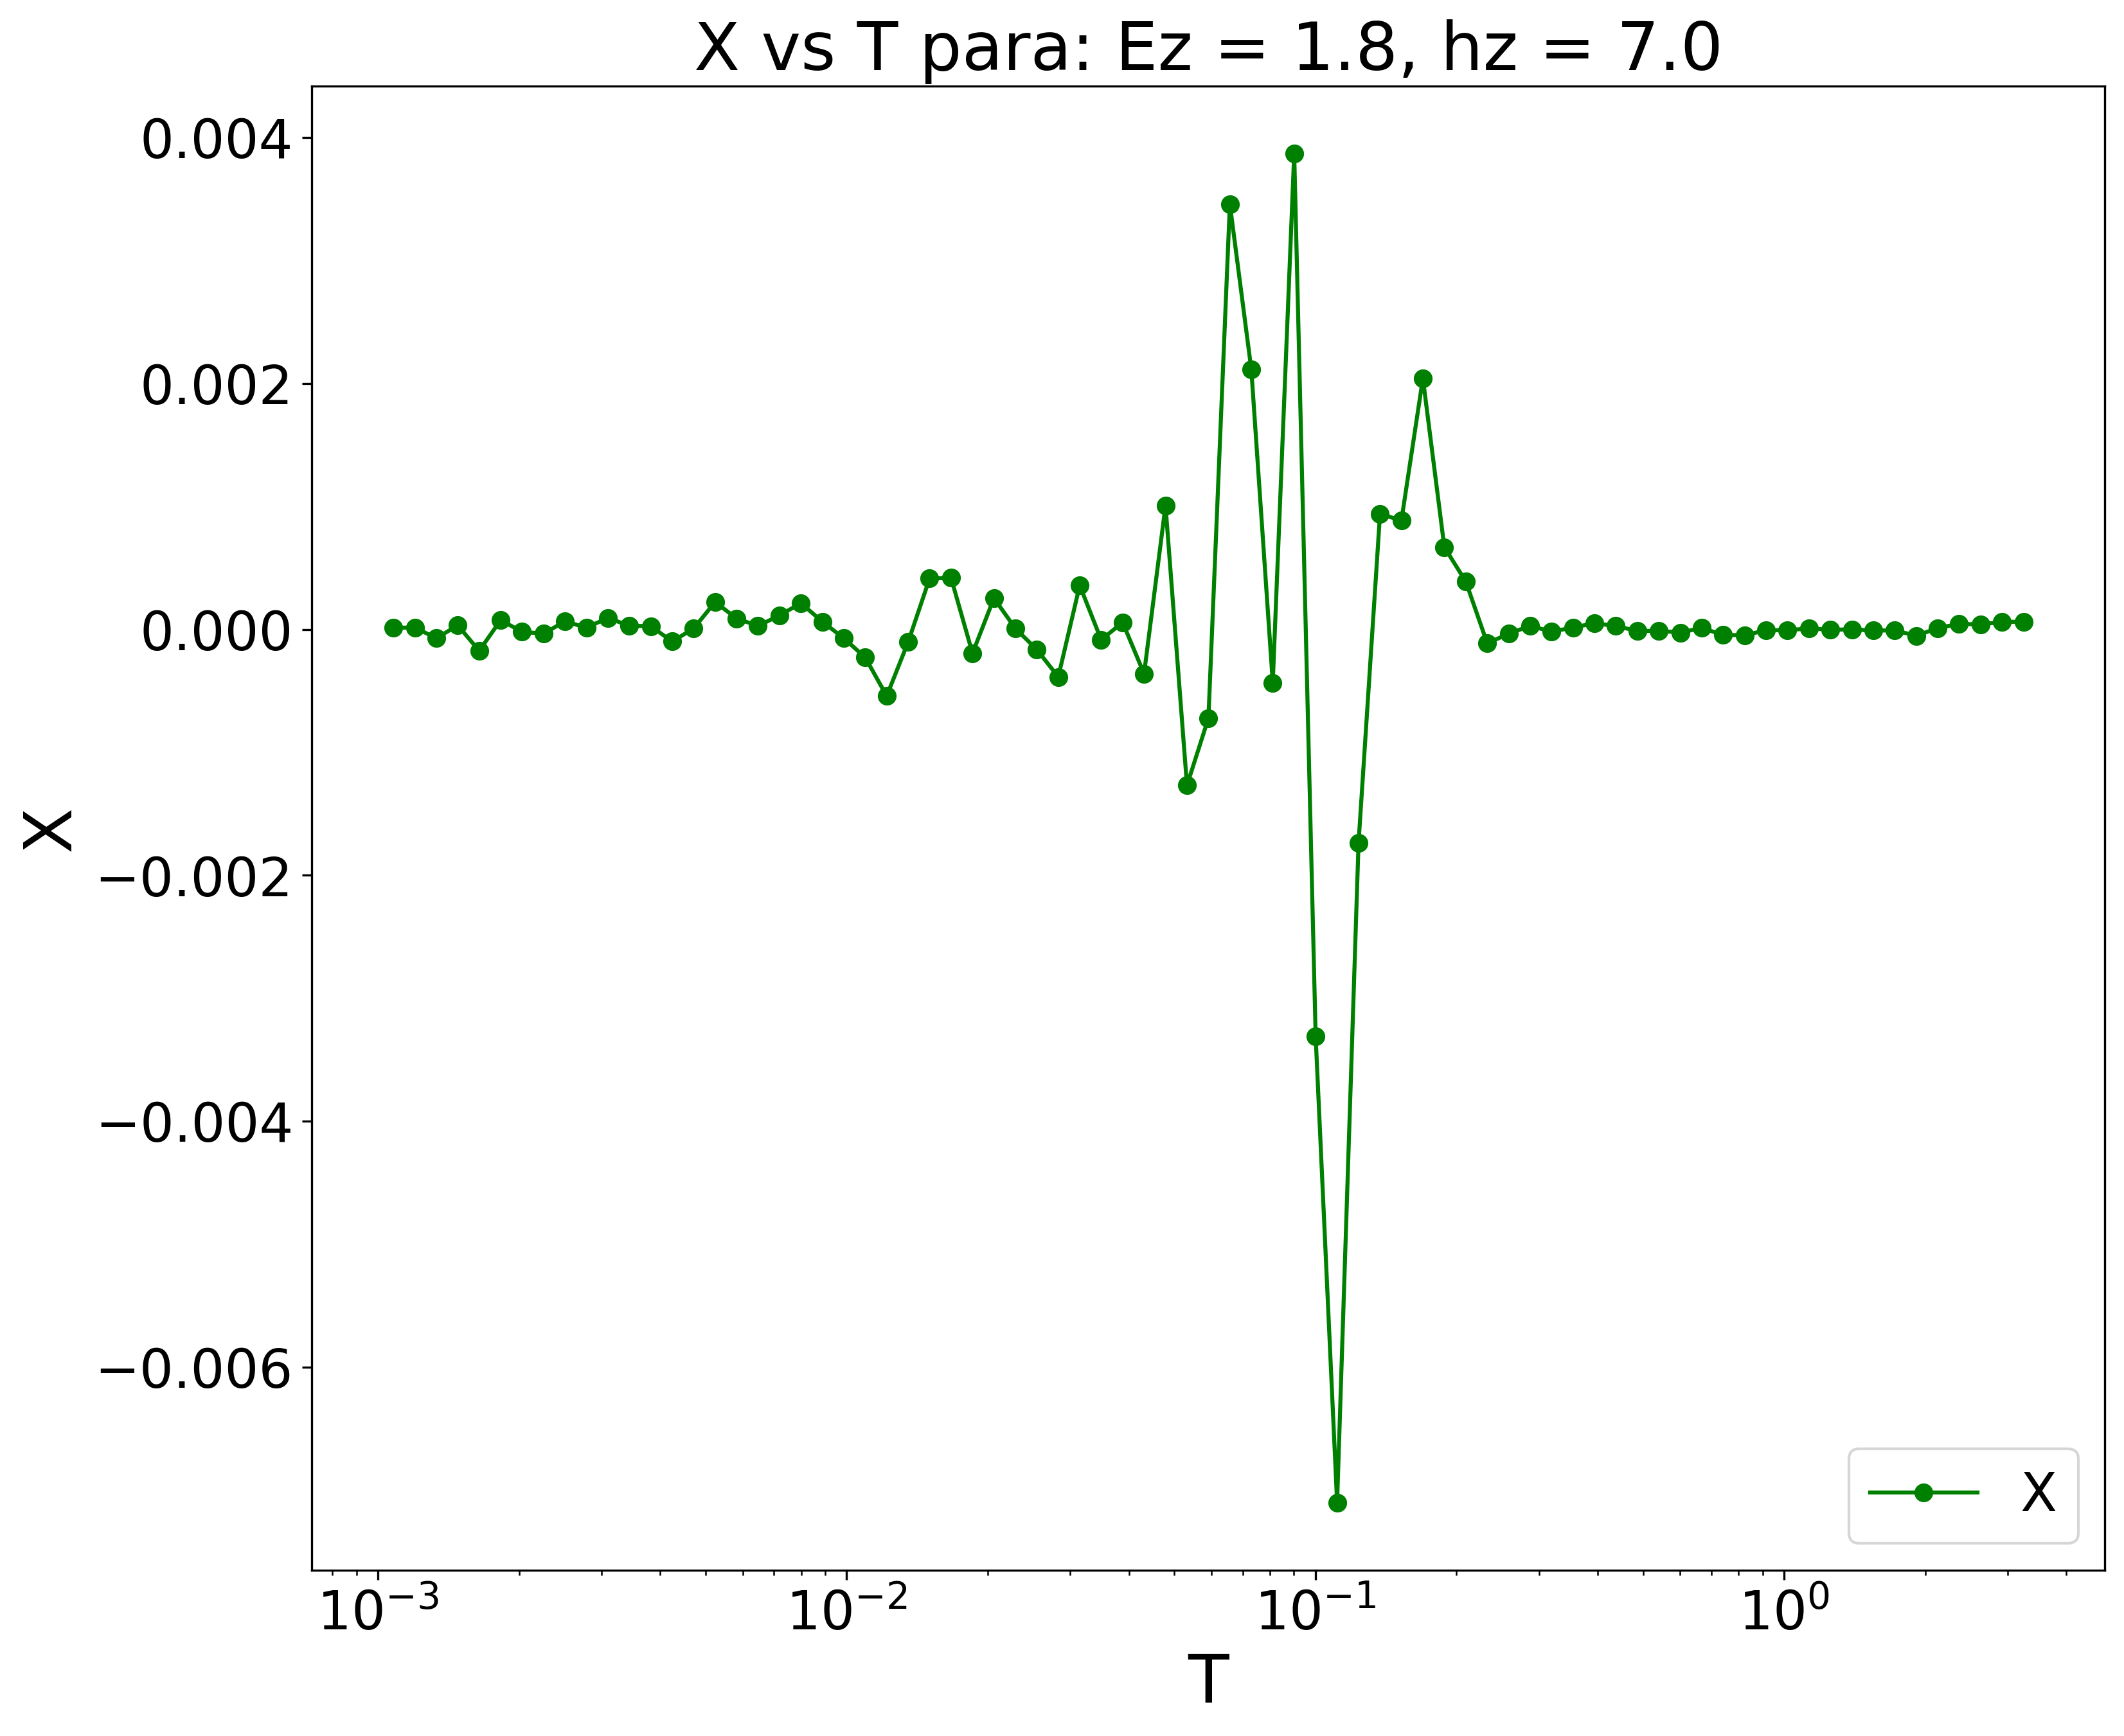 X vs T para: Ez = 1.8, hz = 7.0
0.004
0.002
0.000
−0.002
−0.004
−0.006
X
X
10⁻³ 10⁻² 10⁻¹ 10⁰
T